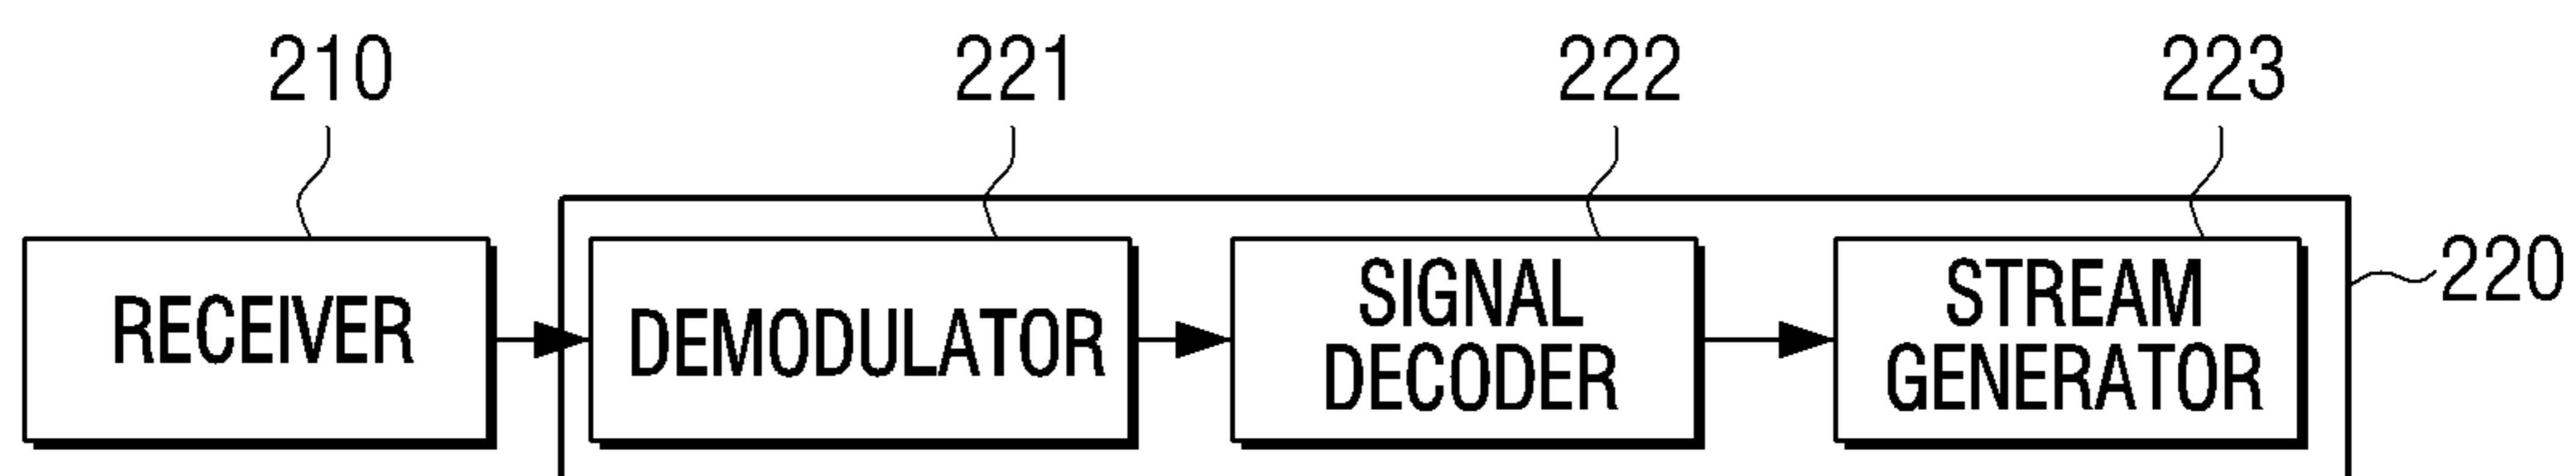 210
221
222
223
RECEIVER
DEMODULATOR
SIGNAL
DECODER
STREAM
GENERATOR
220